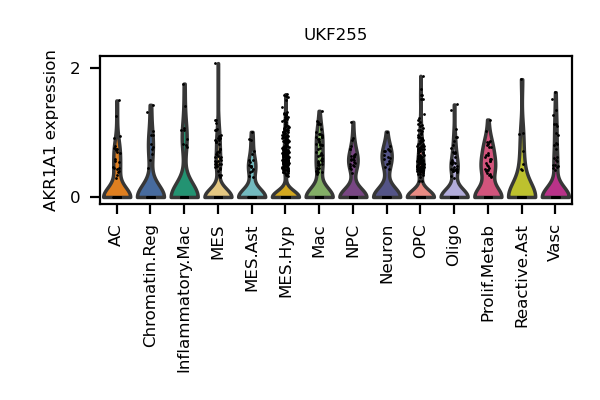 UKF255
AKR1A1 expression
2
0
AC
Chromatin.Reg
Inflammatory.Mac
MES
MES.Ast
MES.Hyp
Mac
NPC
Neuron
OPC
Oligo
Prolif.Metab
Reactive.Ast
Vasc